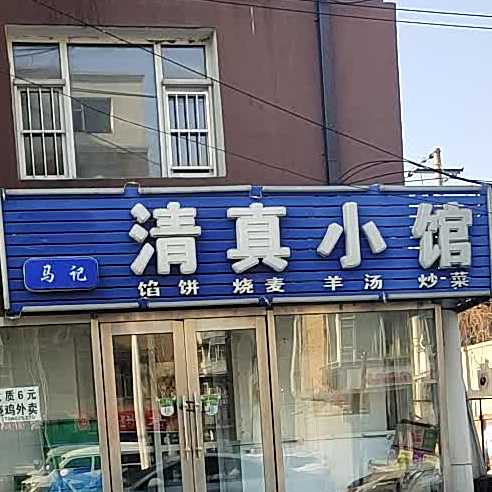 清真小馆
马记
馅饼 烧麦 羊汤 炒菜
质6元
鸡外卖